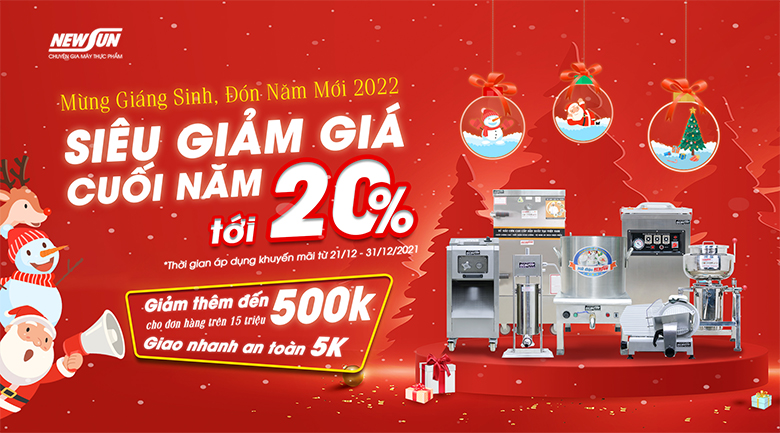 NEWSUN
CHUYÊN GIA MÁY THỰC PHẨM
Mừng Giáng Sinh, Đón Năm Mới 2022
SIÊU GIẢM GIÁ
CUỐI NĂM
tới 20%
*Thời gian áp dụng khuyến mãi từ 21/12 - 31/12/2021
Giảm thêm đến 500k
cho đơn hàng trên 15 triệu
Giao nhanh an toàn 5K